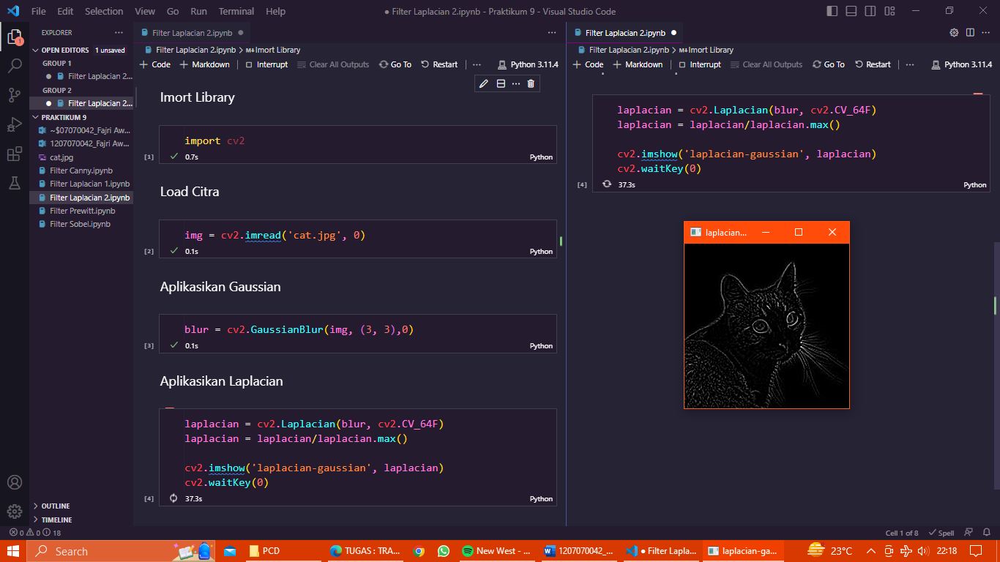 File Edit Selection View Go Run Terminal Help
● Filter Laplacian 2.ipynb - Praktikum 9 - Visual Studio Code
EXPLORER
OPEN EDITORS 1 unsaved
GROUP 1
Filter Laplacian 2...
GROUP 2
Filter Laplacian 2...
PRAKTIKUM 9
~$07070042_Fajri Aw...
1207070042_Fajri Aw...
cat.jpg
Filter Canny.ipynb
Filter Laplacian 1.ipynb
Filter Laplacian 2.ipynb
Filter Prewitt.ipynb
Filter Sobel.ipynb
OUTLINE
TIMELINE
Filter Laplacian 2.ipynb
Filter Laplacian 2.ipynb > M↓Imort Library
+ Code + Markdown | Interrupt Clear All Outputs Go To Restart | ... Python 3.11.4
Imort Library
import cv2
[1] 0.7s Python
Load Citra
img = cv2.imread('cat.jpg', 0)
[2] 0.1s Python
Aplikasikan Gaussian
blur = cv2.GaussianBlur(img, (3, 3),0)
[3] 0.1s Python
Aplikasikan Laplacian
laplacian = cv2.Laplacian(blur, cv2.CV_64F)
laplacian = laplacian/laplacian.max()
cv2.imshow('laplacian-gaussian', laplacian)
cv2.waitKey(0)
[4] 37.3s Python
Filter Laplacian 2.ipynb
Filter Laplacian 2.ipynb > M↓Imort Library
+ Code + Markdown | Interrupt Clear All Outputs Go To Restart | ... Python 3.11.4
laplacian = cv2.Laplacian(blur, cv2.CV_64F)
laplacian = laplacian/laplacian.max()
cv2.imshow('laplacian-gaussian', laplacian)
cv2.waitKey(0)
[4] 37.3s Python
laplacian...
0 0 18
Cell 1 of 8 Spell
Search
PCD
TUGAS : TRA...
New West - ...
1207070042_...
● Filter Lapla...
laplacian-ga...
23°C
22:18